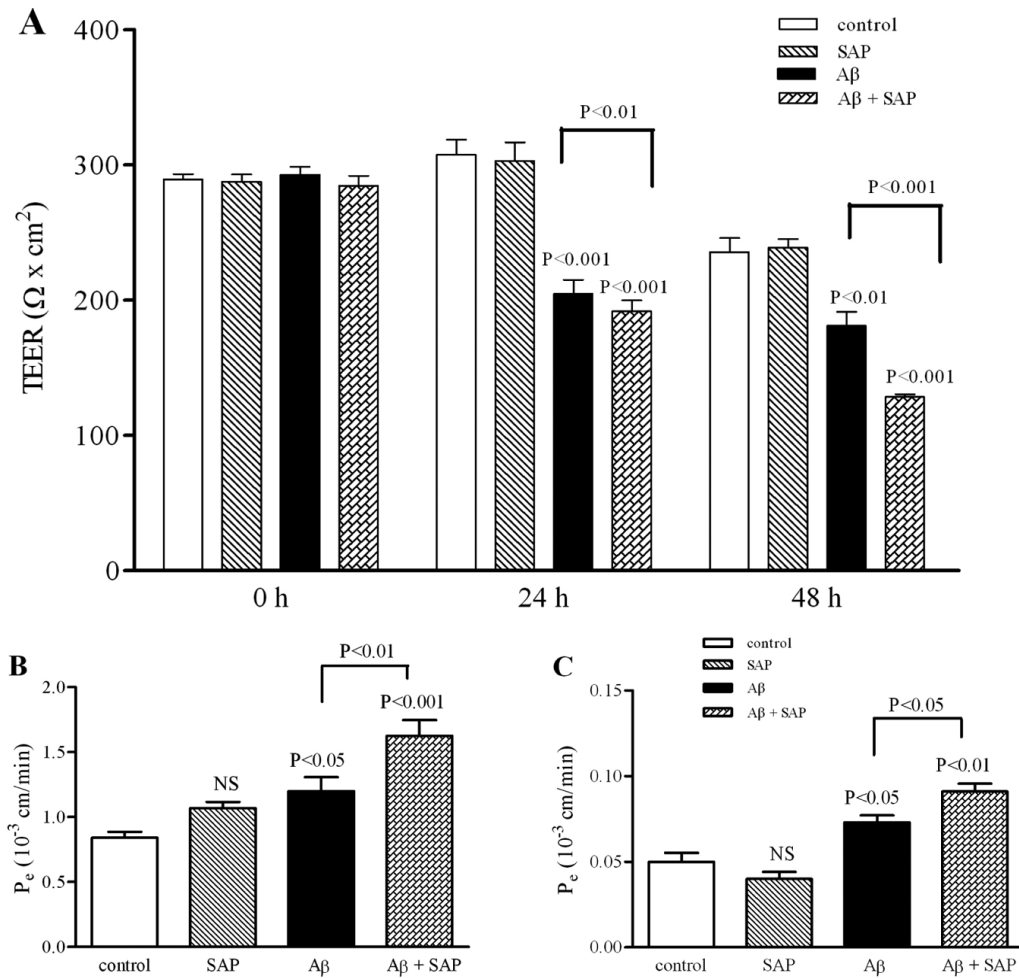 A
400
300
200
100
0
TEER (Ω x cm²)
control
SAP
Aβ
Aβ + SAP
P<0.01
P<0.001
P<0.001
P<0.001
P<0.01
P<0.001
0 h
24 h
48 h
B
2.0
1.5
1.0
0.5
0.0
Pₑ (10⁻³ cm/min)
P<0.01
NS
P<0.05
P<0.001
control
SAP
Aβ
Aβ + SAP
C
control
SAP
Aβ
Aβ + SAP
0.15
0.10
0.05
0.00
Pₑ (10⁻³ cm/min)
P<0.05
NS
P<0.05
P<0.01
control
SAP
Aβ
Aβ + SAP